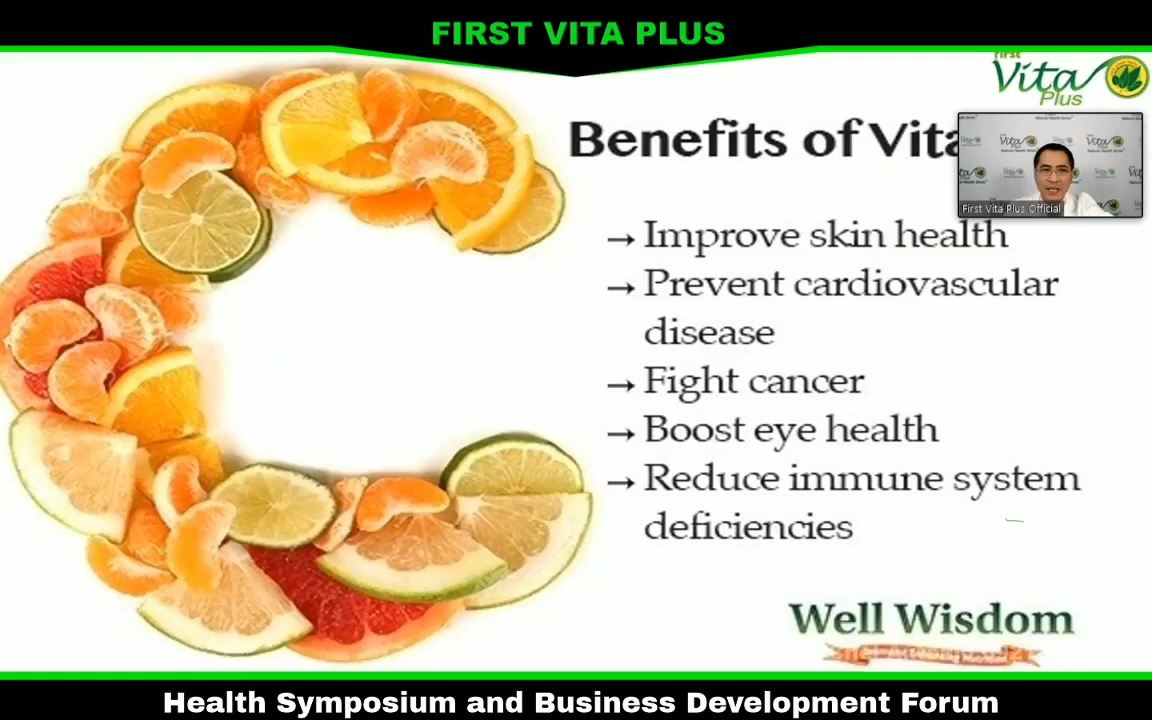 FIRST VITA PLUS
First
Vita
Plus
Benefits of Vita
First Vita Plus Official
→ Improve skin health
→ Prevent cardiovascular
disease
→ Fight cancer
→ Boost eye health
→ Reduce immune system
deficiencies
Well Wisdom
Health Symposium and Business Development Forum